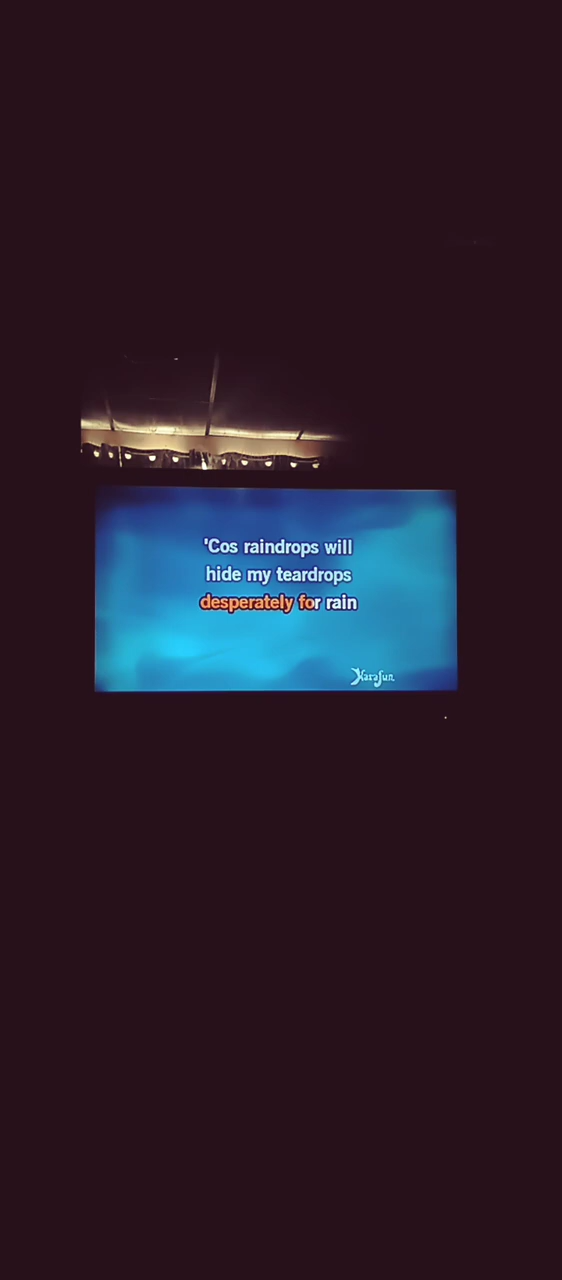 'Cos raindrops will
hide my teardrops
desperately for rain
KaraFun